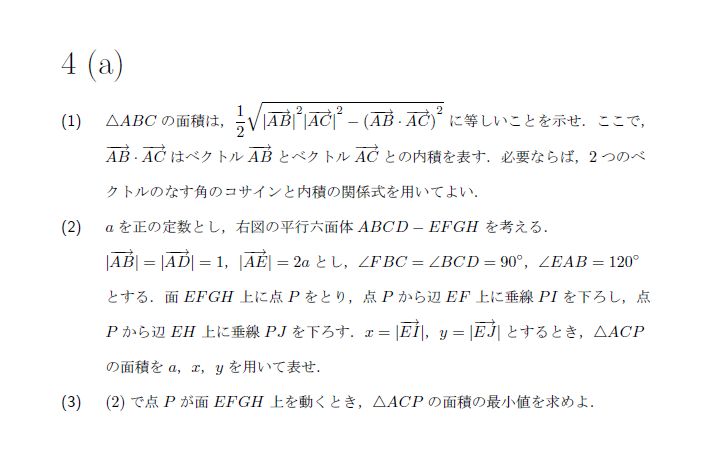 4 (a)
(1) △ABC の面積は，$\frac{1}{2}\sqrt{|\overrightarrow{AB}|^2|\overrightarrow{AC}|^2-(\overrightarrow{AB}\cdot\overrightarrow{AC})^2}$ に等しいことを示せ．ここで，
$\overrightarrow{AB}\cdot\overrightarrow{AC}$ はベクトル $\overrightarrow{AB}$ とベクトル $\overrightarrow{AC}$ との内積を表す．必要ならば，2 つのベ
クトルのなす角のコサインと内積の関係式を用いてよい．
(2) a を正の定数とし，右図の平行六面体 ABCD − EFGH を考える．
$|\overrightarrow{AB}|=|\overrightarrow{AD}|=1$，$|\overrightarrow{AE}|=2a$ とし，∠FBC = ∠BCD = 90°，∠EAB = 120°
とする．面 EFGH 上に点 P をとり，点 P から辺 EF 上に垂線 PI を下ろし，点
P から辺 EH 上に垂線 PJ を下ろす．$x=|\overrightarrow{EI}|$，$y=|\overrightarrow{EJ}|$ とするとき，△ACP
の面積を a，x，y を用いて表せ．
(3) (2) で点 P が面 EFGH 上を動くとき，△ACP の面積の最小値を求めよ．